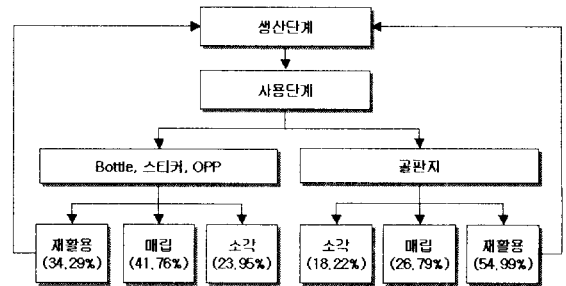 생산단계
사용단계
Bottle, 스티커, OPP
골판지
재활용
(34.29%)
매립
(41.76%)
소각
(23.95%)
소각
(18.22%)
매립
(26.79%)
재활용
(54.99%)